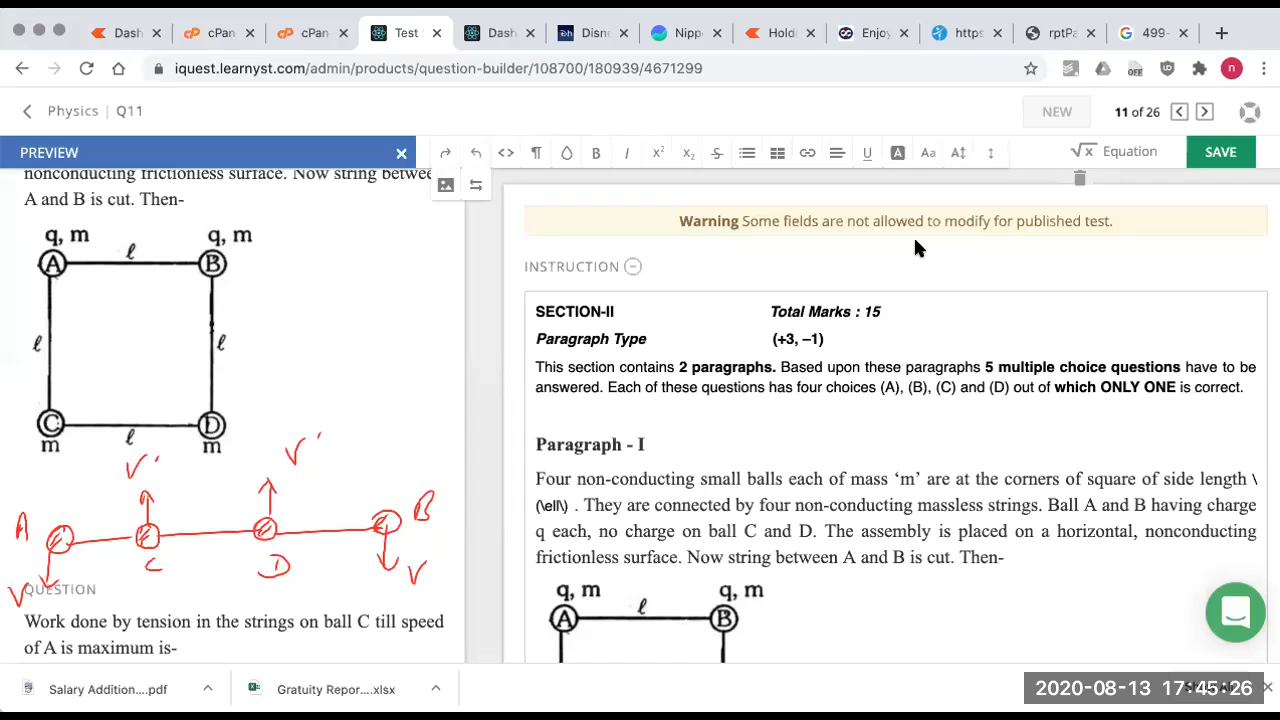 Dash
cPan
cPan
Test
Dash
Disne
Nippo
Holdi
Enjoy
https
rptPa
499-
iquest.learnyst.com/admin/products/question-builder/108700/180939/4671299
OFF
n
Physics | Q11
NEW
11 of 26
PREVIEW
Equation
SAVE
nonconducting frictionless surface. Now string betwee
A and B is cut. Then-
q, m q, m
ℓ
A B
ℓ ℓ
C D
ℓ
m m
V' V'
A B
C D
V V
QUESTION
Work done by tension in the strings on ball C till speed
of A is maximum is-
Warning Some fields are not allowed to modify for published test.
INSTRUCTION
SECTION-II Total Marks : 15
Paragraph Type (+3, –1)
This section contains 2 paragraphs. Based upon these paragraphs 5 multiple choice questions have to be
answered. Each of these questions has four choices (A), (B), (C) and (D) out of which ONLY ONE is correct.
Paragraph - I
Four non-conducting small balls each of mass ‘m’ are at the corners of square of side length \
(\ell\) . They are connected by four non-conducting massless strings. Ball A and B having charge
q each, no charge on ball C and D. The assembly is placed on a horizontal, nonconducting
frictionless surface. Now string between A and B is cut. Then-
q, m q, m
ℓ
A B
Salary Addition....pdf
Gratuity Repor....xlsx
2020-08-13 17:45:26